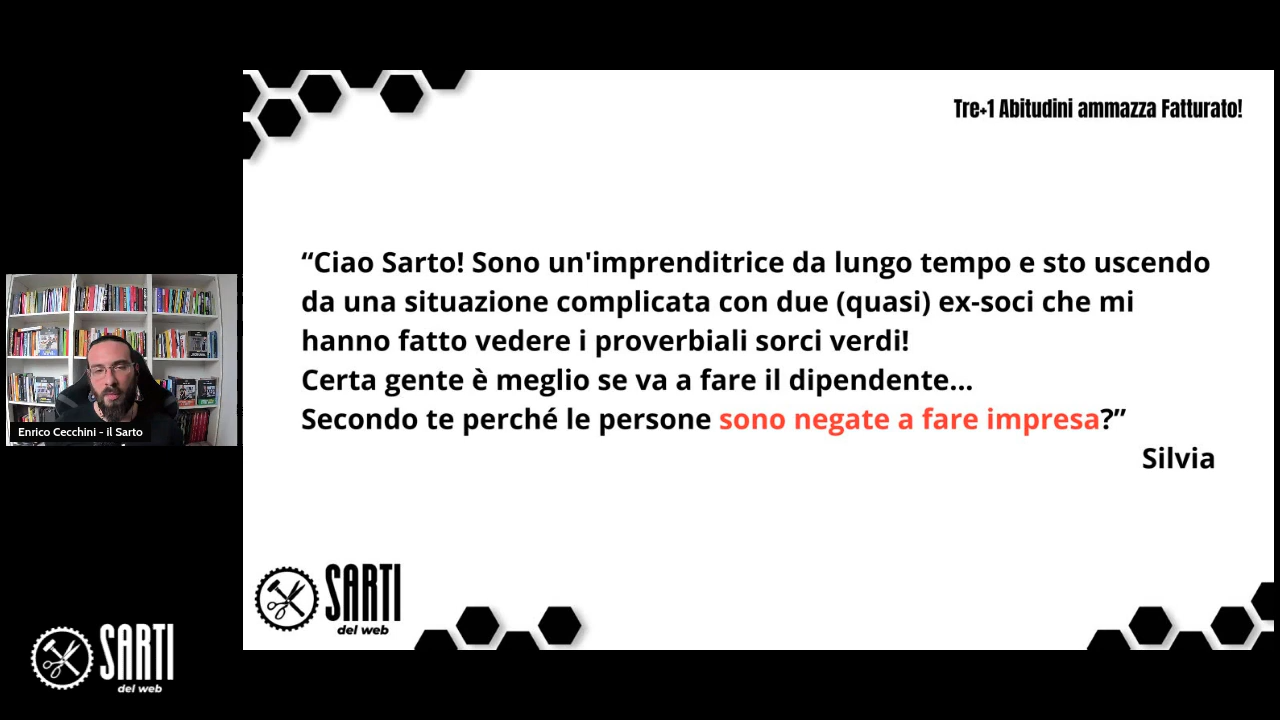 Tre+1 Abitudini ammazza Fatturato!
“Ciao Sarto! Sono un'imprenditrice da lungo tempo e sto uscendo
da una situazione complicata con due (quasi) ex-soci che mi
hanno fatto vedere i proverbiali sorci verdi!
Certa gente è meglio se va a fare il dipendente...
Secondo te perché le persone sono negate a fare impresa?”
Silvia
Enrico Cecchini - il Sarto
SARTI
del web
SARTI
del web